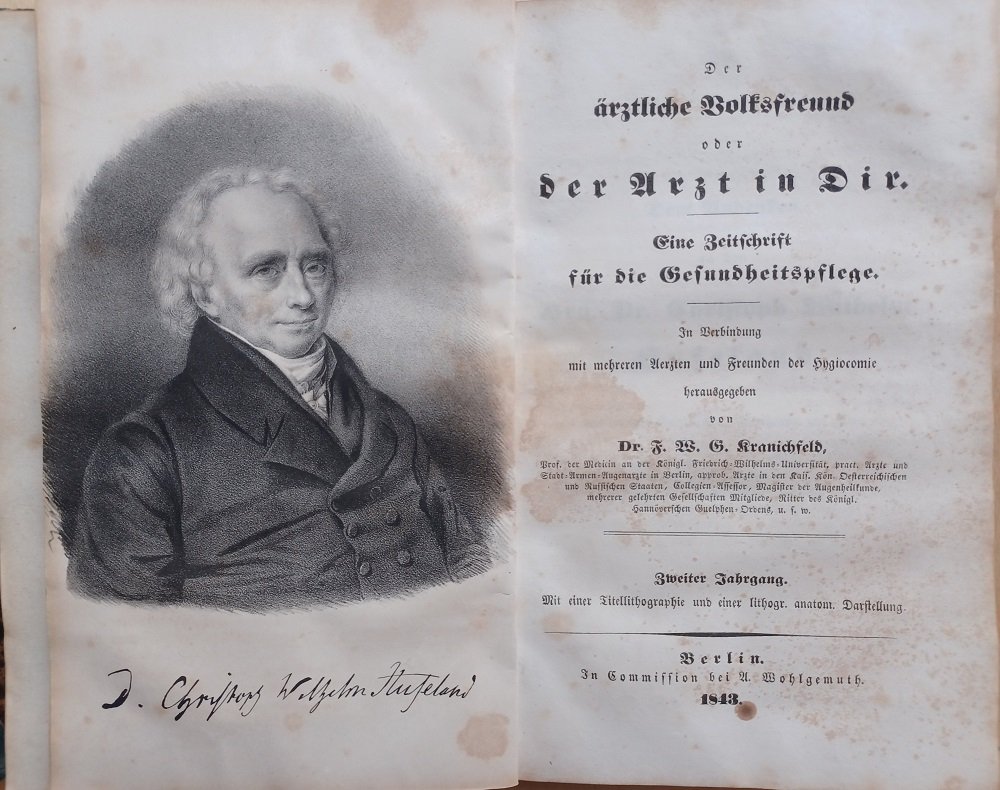 D. Christoph Wilhelm Hufeland
Der
ärztliche Volksfreund
oder
der Arzt in Dir.
Eine Zeitschrift
für die Gesundheitspflege.
In Verbindung
mit mehreren Aerzten und Freunden der Hygiocomie
herausgegeben
von
Dr. F. W. G. Kranichfeld,
Prof. der Medicin an der Königl. Friedrich-Wilhelms-Universität, pract. Arzte und
Stadt-Armen-Augenarzte in Berlin, approb. Arzte in den Kais. Kön. Oesterreichischen
und Russischen Staaten, Collegien-Assessor, Magister der Augenheilkunde,
mehrerer gelehrten Gesellschaften Mitgliede, Ritter des Königl.
Hannöverschen Guelphen-Ordens, u. s. w.
Zweiter Jahrgang.
Mit einer Titellithographie und einer lithogr. anatom. Darstellung.
Berlin.
In Commission bei A. Wohlgemuth.
1843.